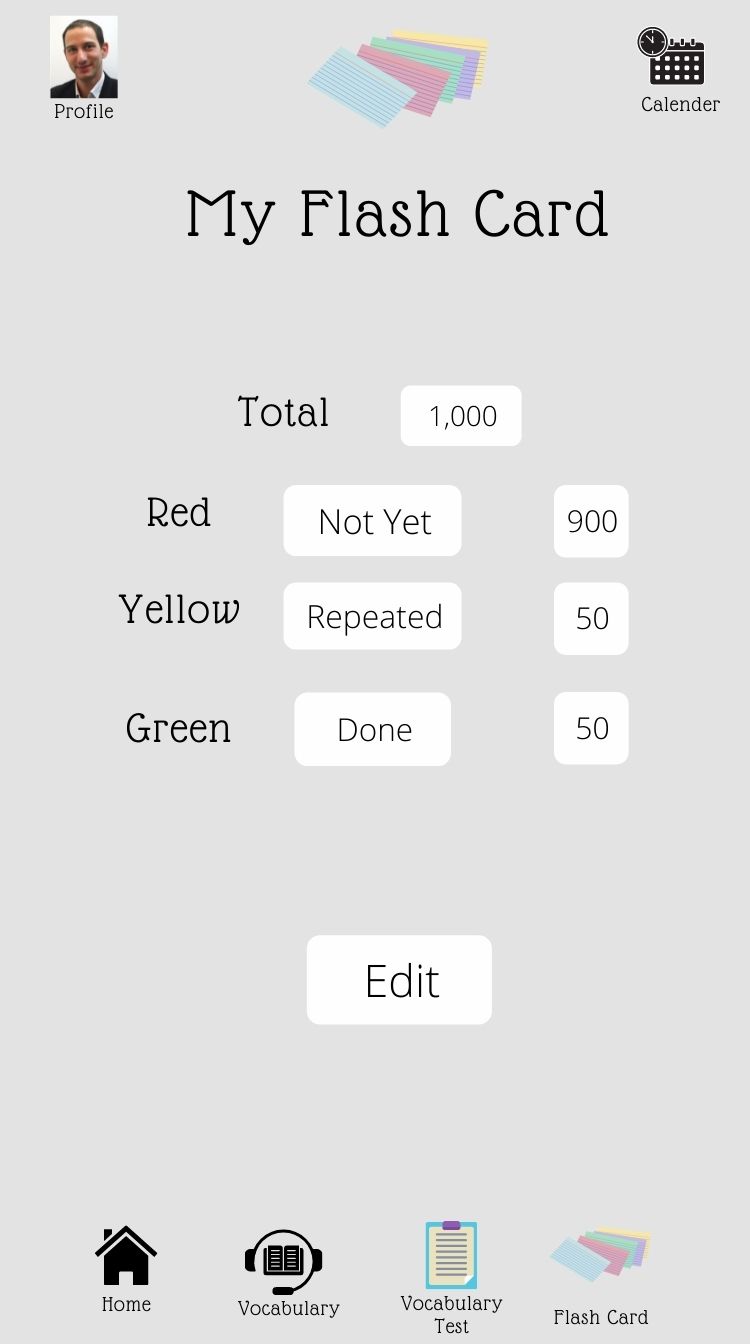 Profile
Calender
My Flash Card
Total 1,000
Red Not Yet 900
Yellow Repeated 50
Green Done 50
Edit
Home
Vocabulary
Vocabulary
Test
Flash Card